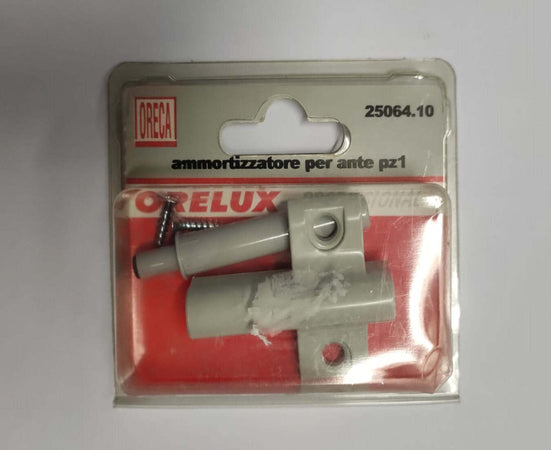 ORECA
25064.10
ammortizzatore per ante pz1
ORELUX